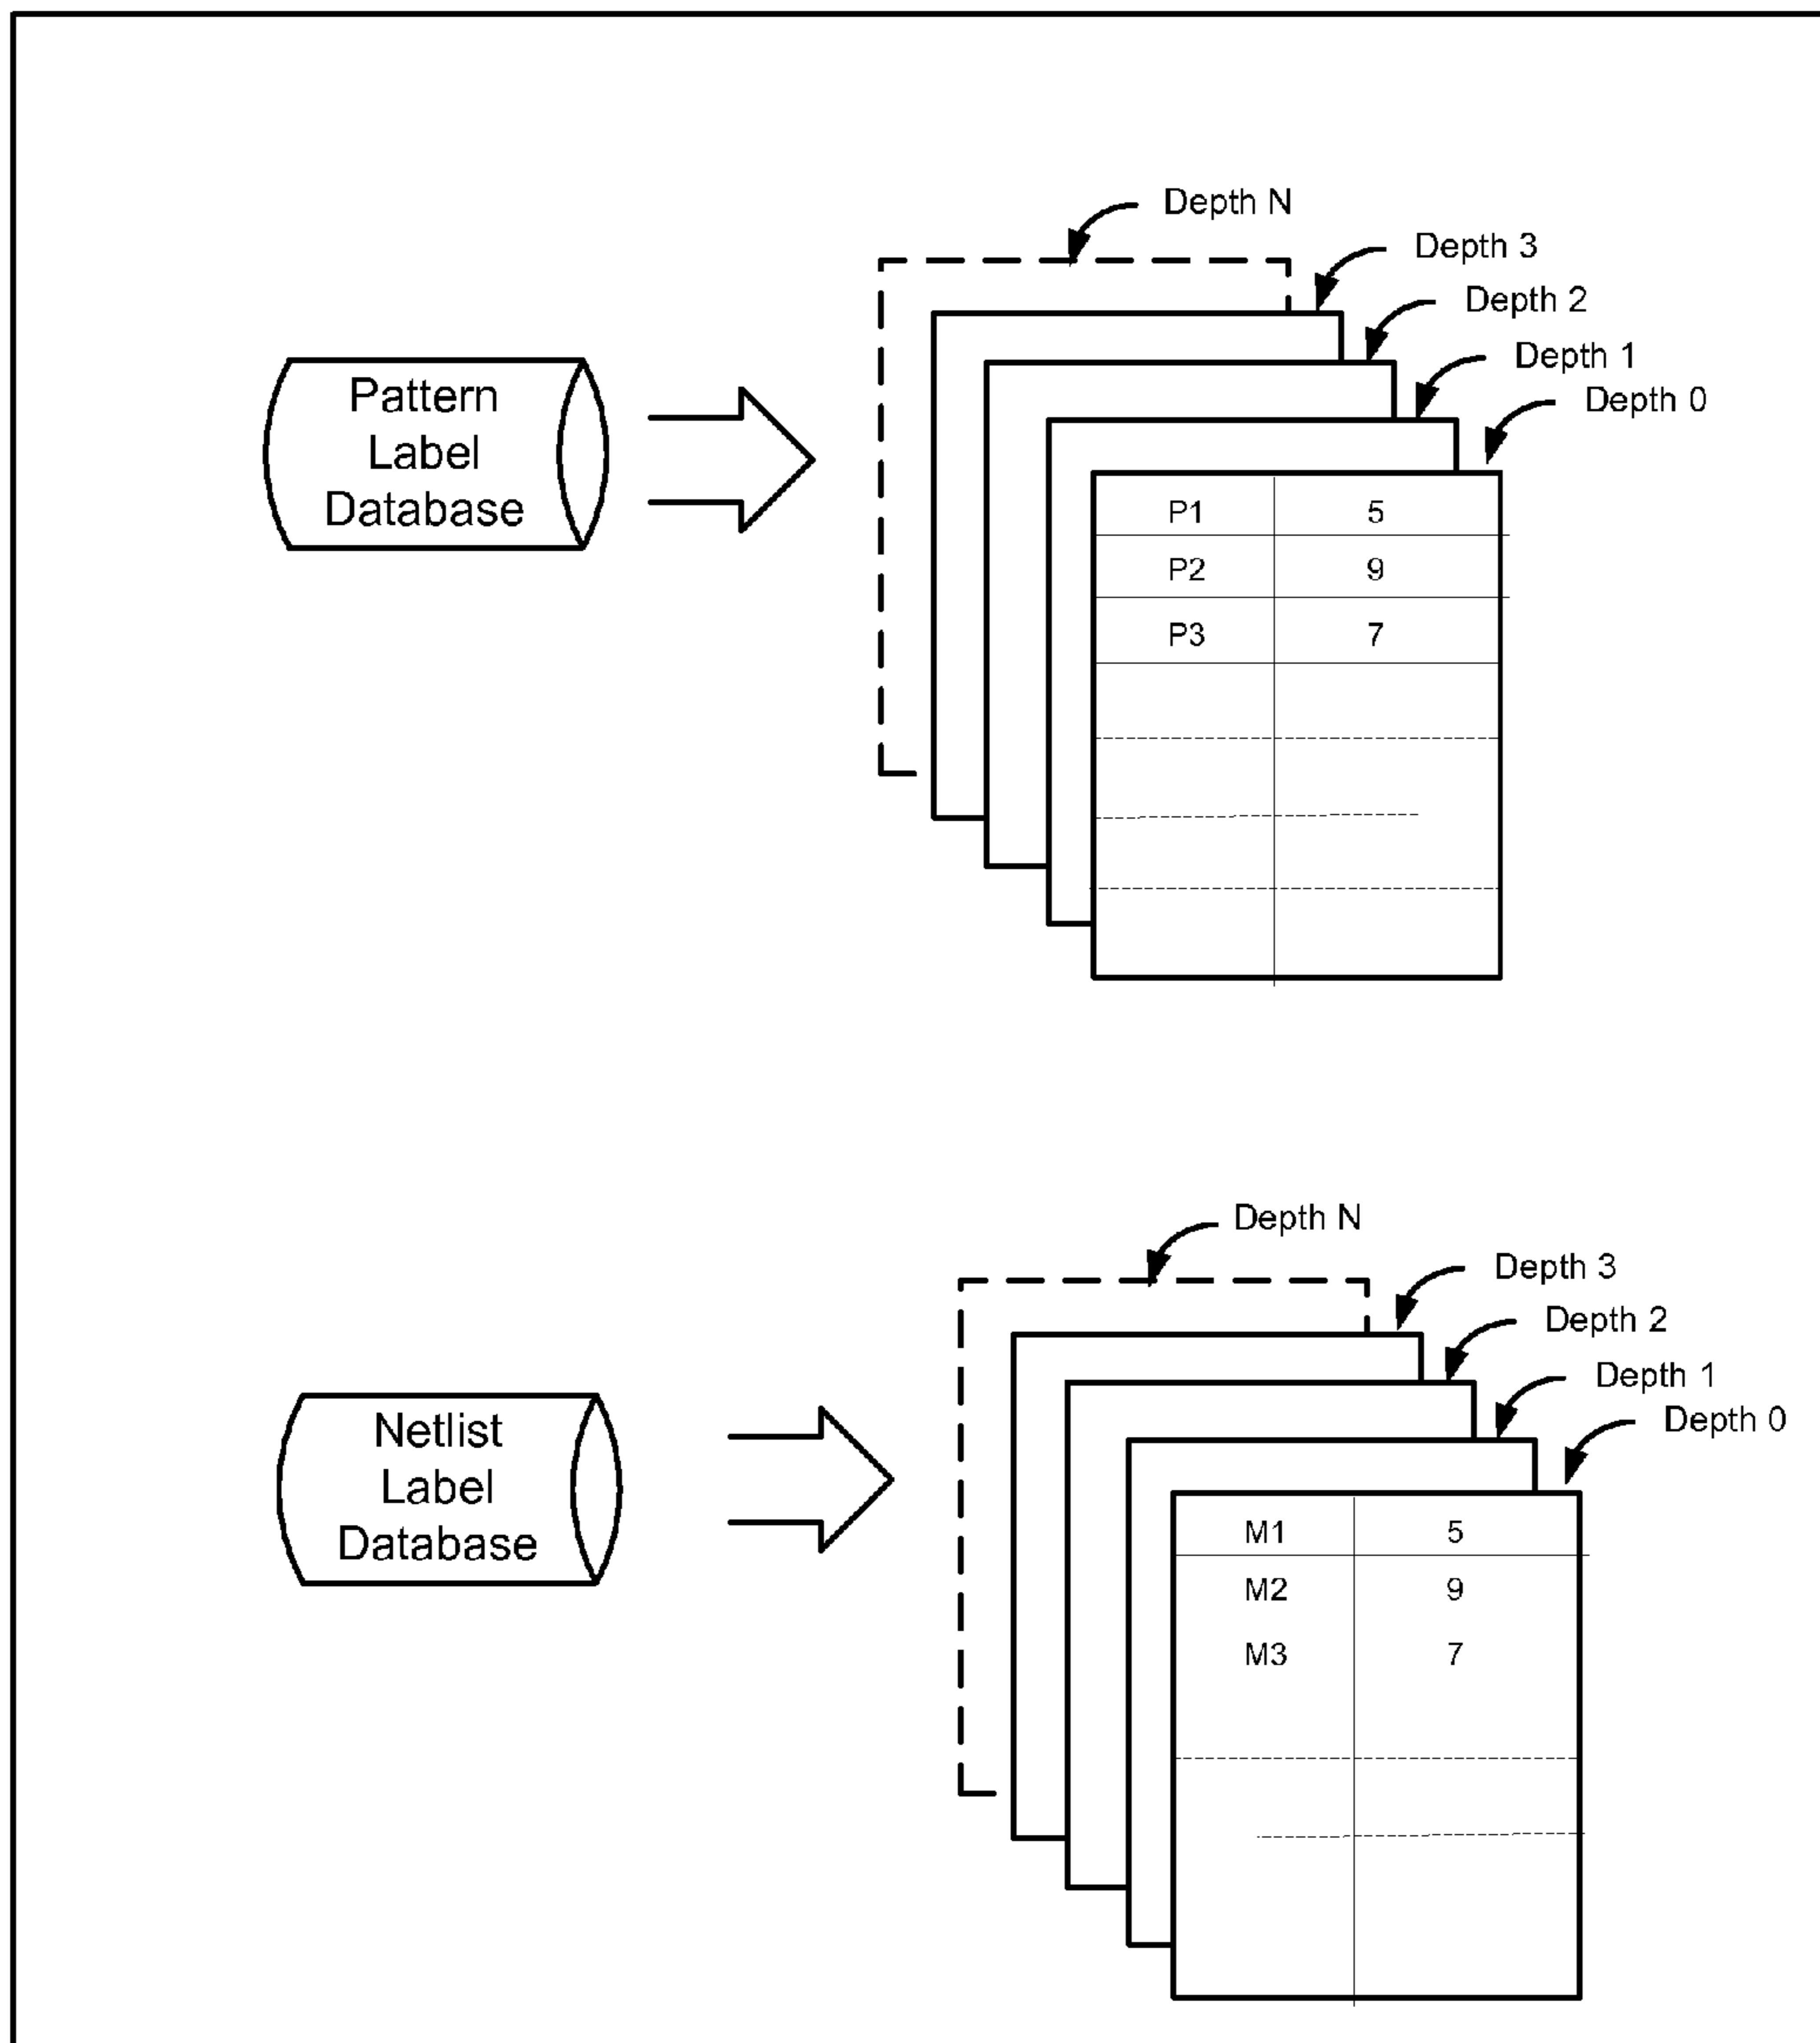 Depth N
Depth 3
Depth 2
Depth 1
Depth 0
Pattern
Label
Database
P1 5
P2 9
P3 7
Depth N
Depth 3
Depth 2
Depth 1
Depth 0
Netlist
Label
Database
M1 5
M2 9
M3 7